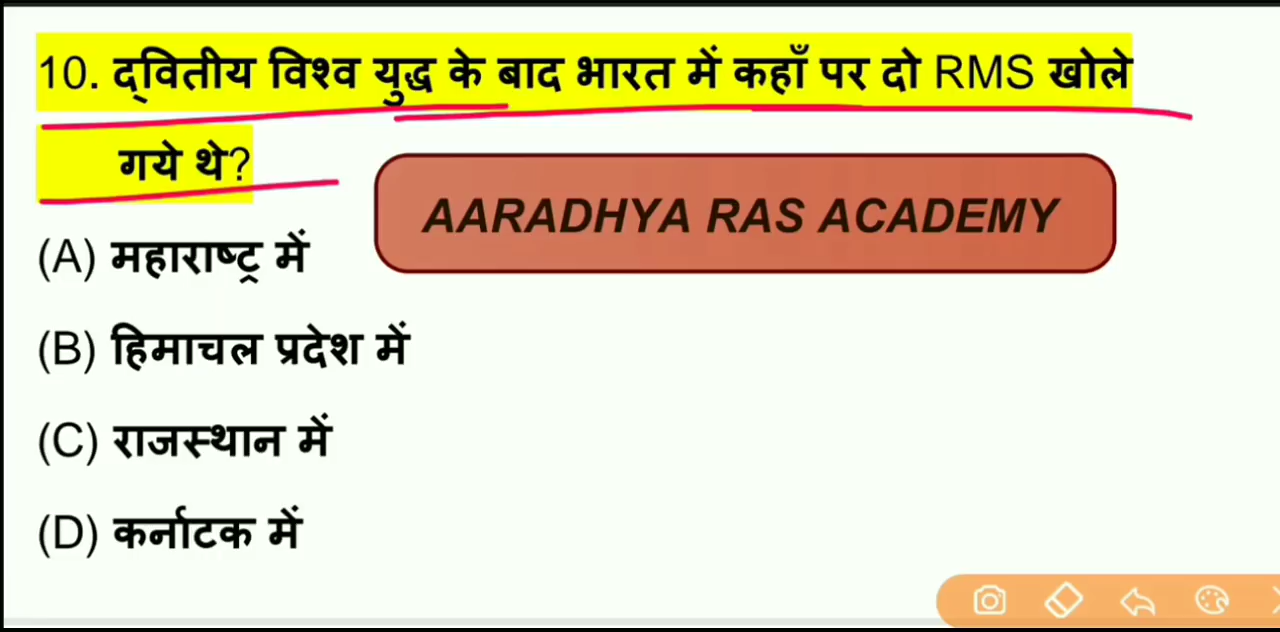 10. द्वितीय विश्व युद्ध के बाद भारत में कहाँ पर दो RMS खोले
गये थे?
AARADHYA RAS ACADEMY
(A) महाराष्ट्र में
(B) हिमाचल प्रदेश में
(C) राजस्थान में
(D) कर्नाटक में